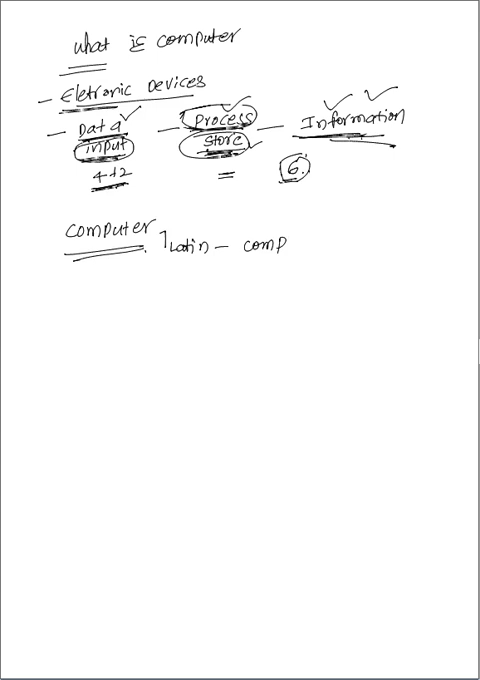 what is computer
- Eletronic Devices
- Data - Process - Information
input store
4+2 = 6.
computer
Latin - comp